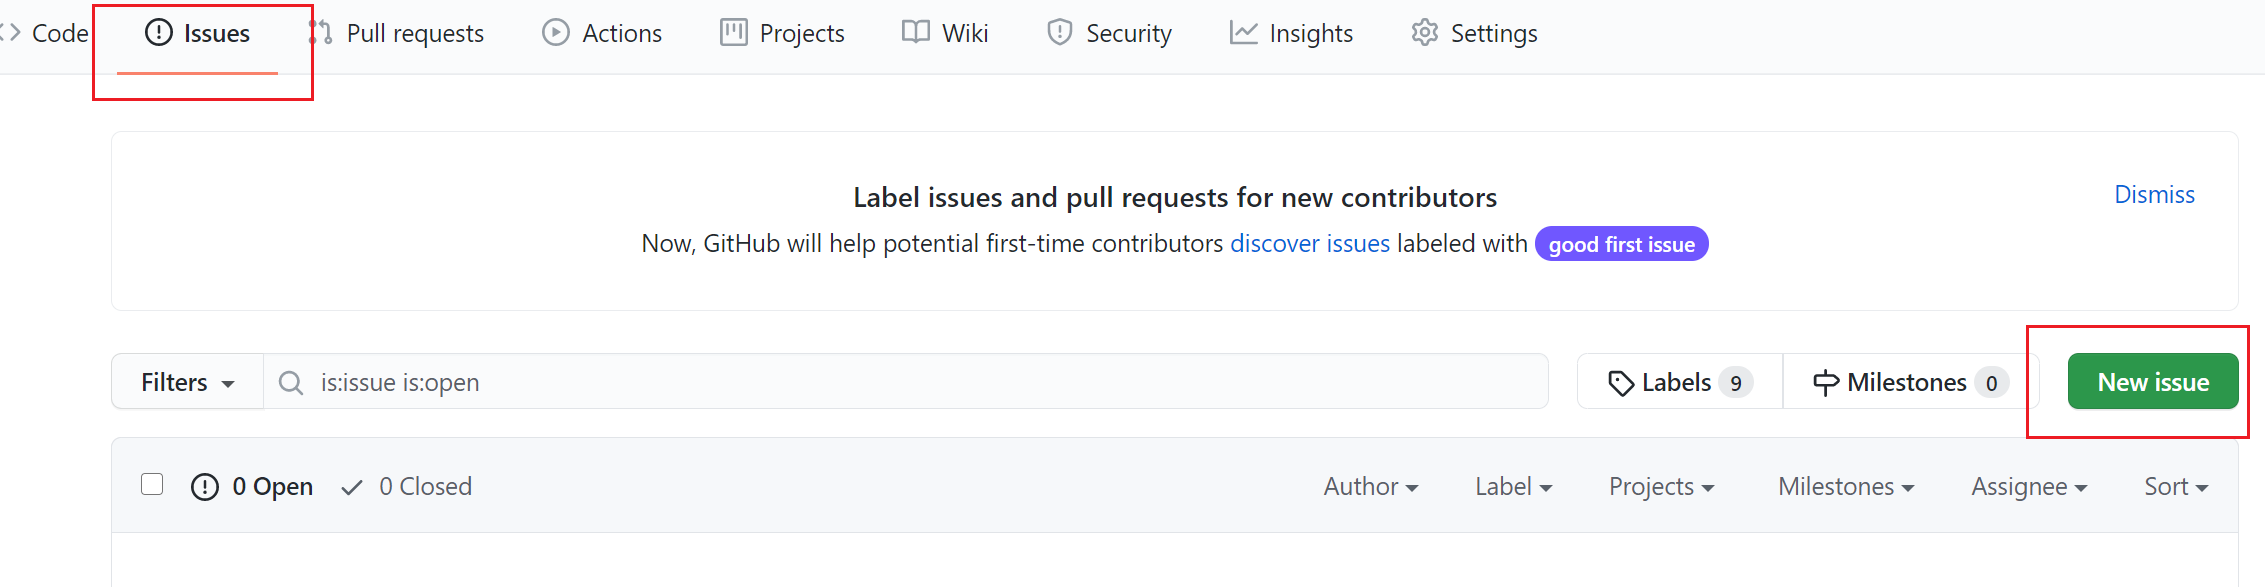 Code Issues Pull requests Actions Projects Wiki Security Insights Settings
Label issues and pull requests for new contributors
Dismiss
Now, GitHub will help potential first-time contributors discover issues labeled with good first issue
Filters is:issue is:open Labels 9 Milestones 0 New issue
0 Open 0 Closed Author Label Projects Milestones Assignee Sort